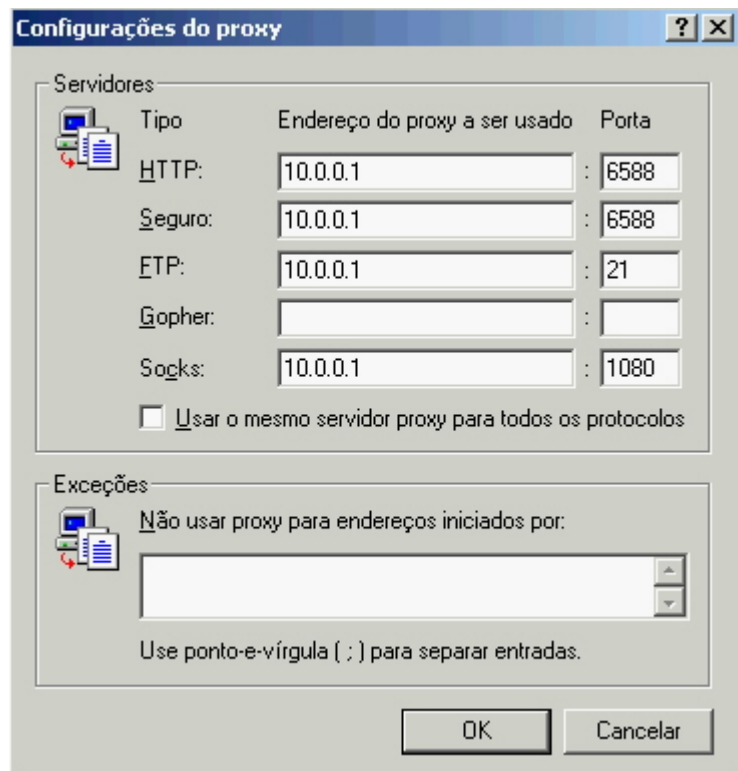 Configurações do proxy
Servidores
Tipo Endereço do proxy a ser usado Porta
HTTP: 10.0.0.1 : 6588
Seguro: 10.0.0.1 : 6588
FTP: 10.0.0.1 : 21
Gopher: :
Socks: 10.0.0.1 : 1080
Usar o mesmo servidor proxy para todos os protocolos
Exceções
Não usar proxy para endereços iniciados por:
Use ponto-e-vírgula ( ; ) para separar entradas.
OK Cancelar